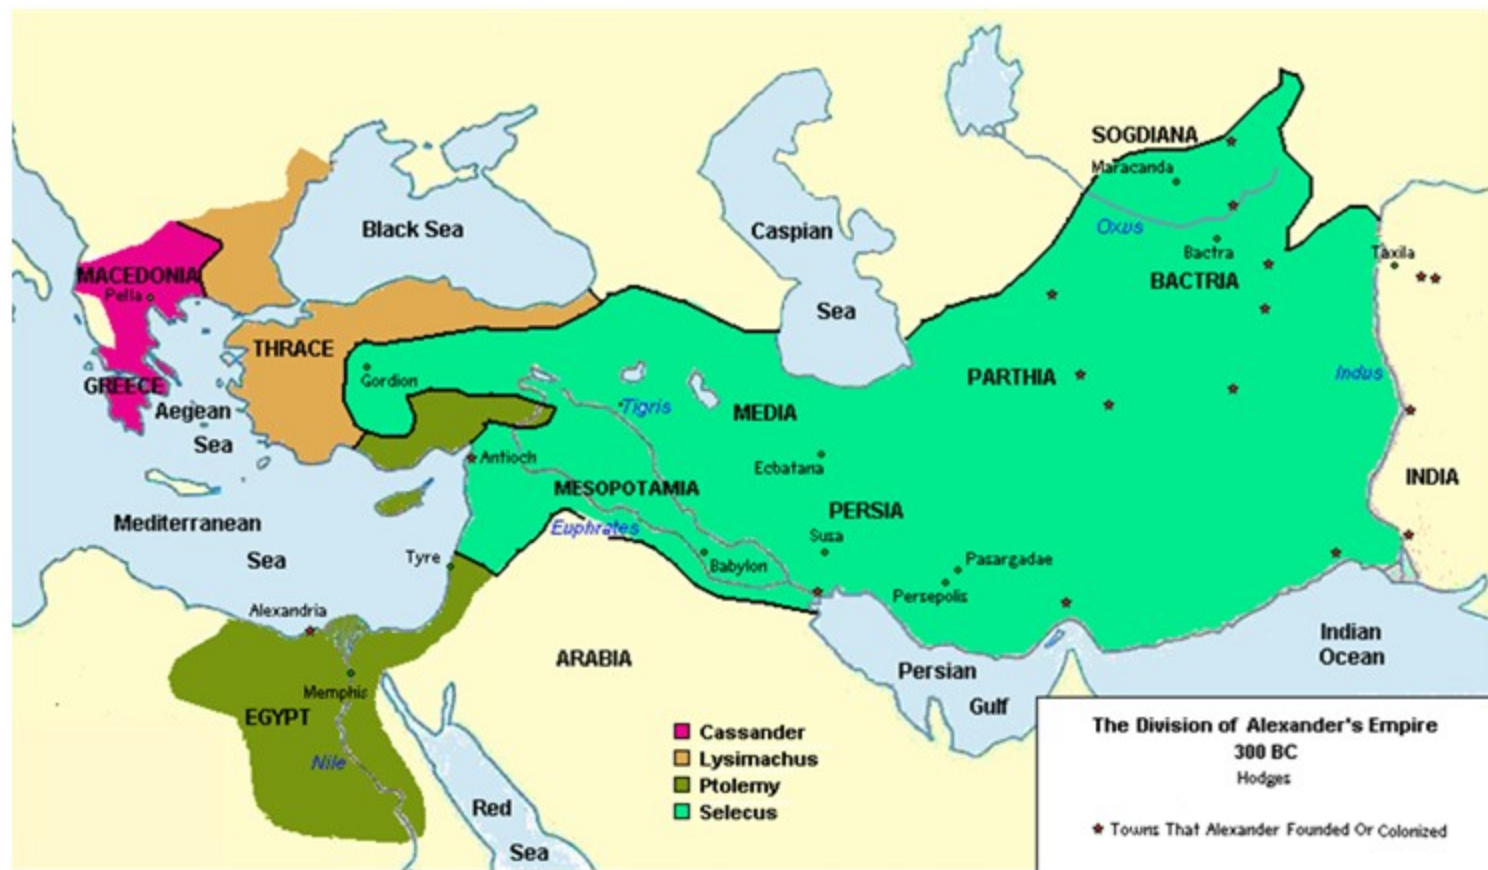 SOGDIANA
Maracanda
Black Sea
Caspian
Sea
Oxus
Bactra
Taxila
MACEDONIA
Pella
BACTRIA
THRACE
Gordion
PARTHIA
Indus
GREECE
Aegean
Sea
Tigris
MEDIA
Antioch
Ecbatana
MESOPOTAMIA
INDIA
Mediterranean
Sea
Euphrates
PERSIA
Susa
Tyre
Babylon
Pasargadae
Persepolis
Alexandria
ARABIA
Persian
Gulf
Indian
Ocean
Memphis
EGYPT
Nile
Red
Sea
Cassander
Lysimachus
Ptolemy
Selecus
The Division of Alexander's Empire
300 BC
Hodges
Towns That Alexander Founded Or Colonized